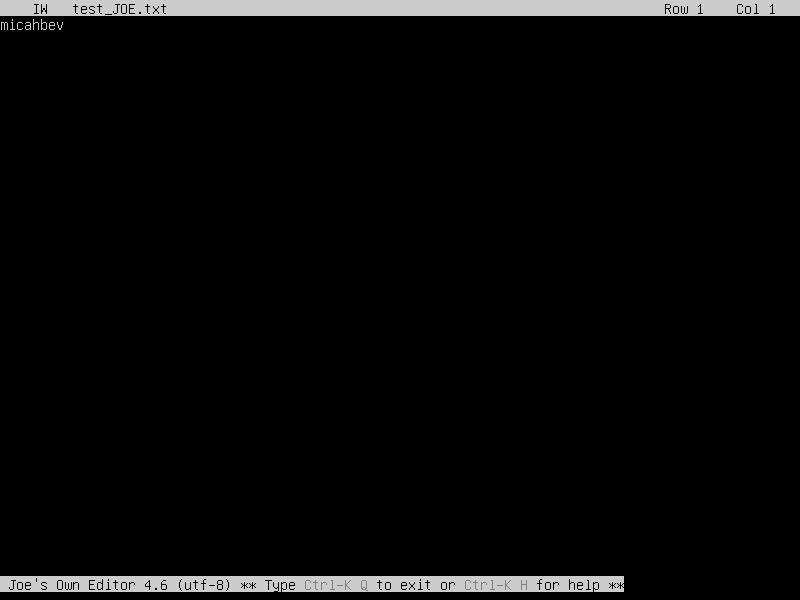 IW   test_JOE.txt   Row 1   Col 1
micahbev
Joe's Own Editor 4.6 (utf-8) ** Type Ctrl-K Q to exit or Ctrl-K H for help **